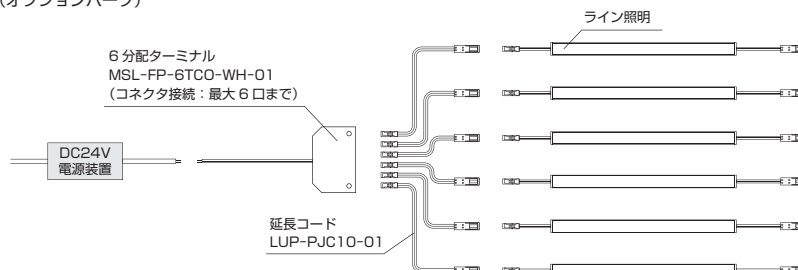 （オプションパーツ）
ライン照明
6分配ターミナル
MSL-FP-6TCO-WH-01
（コネクタ接続：最大6口まで）
DC24V
電源装置
延長コード
LUP-PJC10-01